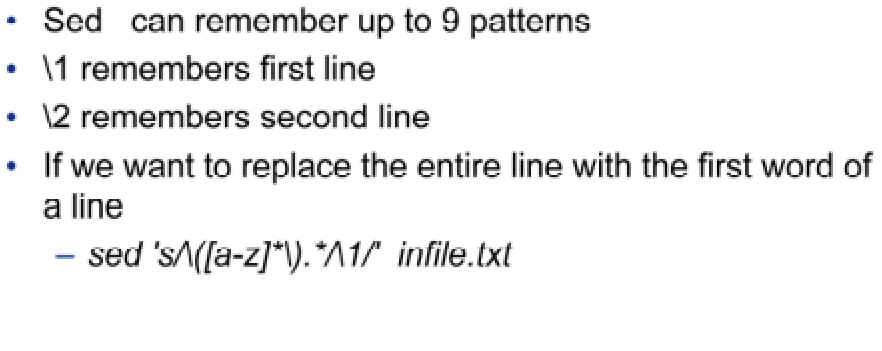 • Sed can remember up to 9 patterns
• \1 remembers first line
• \2 remembers second line
• If we want to replace the entire line with the first word of
a line
– sed 's/\([a-z]*\).*/\1/' infile.txt